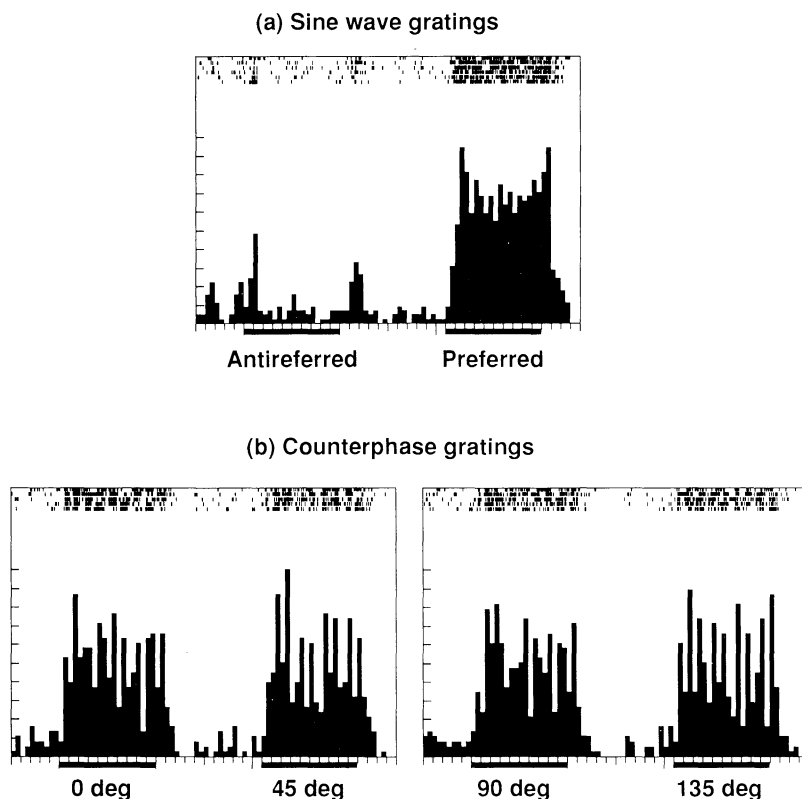 (a) Sine wave gratings
Antireferred Preferred
(b) Counterphase gratings
0 deg 45 deg 90 deg 135 deg